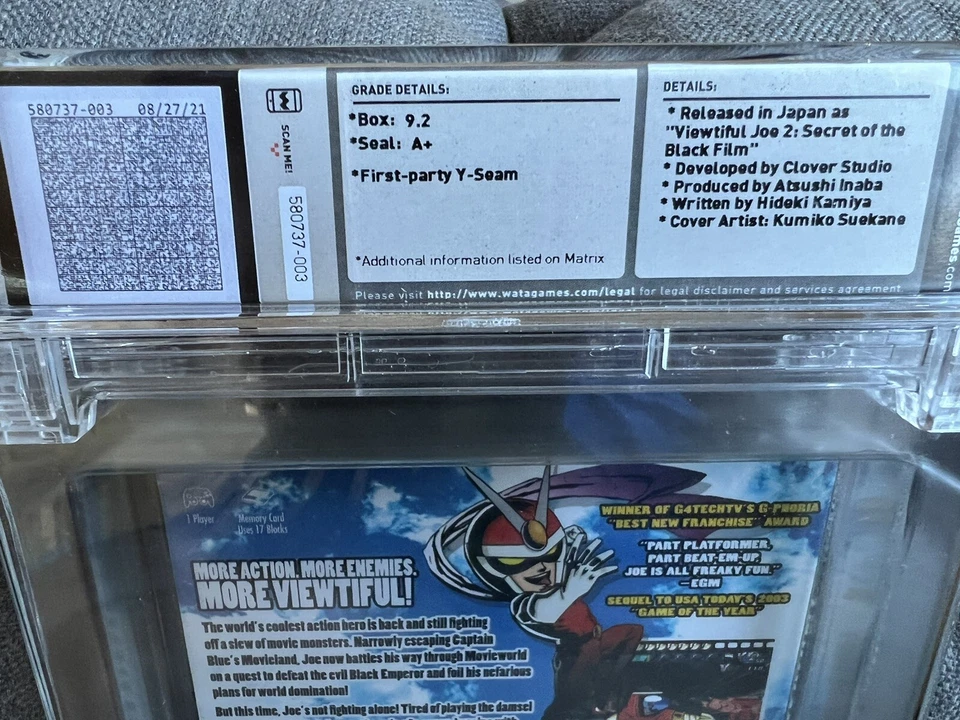 580737-003 08/27/21
SCAN ME!
580737-003
GRADE DETAILS:
*Box: 9.2
*Seal: A+
*First-party Y-Seam
*Additional information listed on Matrix
DETAILS:
* Released in Japan as
"Viewtiful Joe 2: Secret of the
Black Film"
* Developed by Clover Studio
* Produced by Atsushi Inaba
* Written by Hideki Kamiya
* Cover Artist: Kumiko Suekane
Please visit http://www.watagames.com/legal for legal disclaimer and services agreement
1 Player
Memory Card
Uses 17 Blocks
WINNER OF G4TECHTV'S G-PHORIA
"BEST NEW FRANCHISE" AWARD
"PART PLATFORMER,
PART BEAT-EM-UP,
JOE IS ALL FREAKY FUN."
–EGM
SEQUEL TO USA TODAY'S 2003
"GAME OF THE YEAR"
MORE ACTION. MORE ENEMIES.
MORE VIEWTIFUL!
The world's coolest action hero is back and still fighting
off a slew of movie monsters. Narrowly escaping Captain
Blue's Movieland, Joe now battles his way through Movieworld
on a quest to defeat the evil Black Emperor and foil his nefarious
plans for world domination!
But this time, Joe's not fighting alone! Tired of playing the damsel